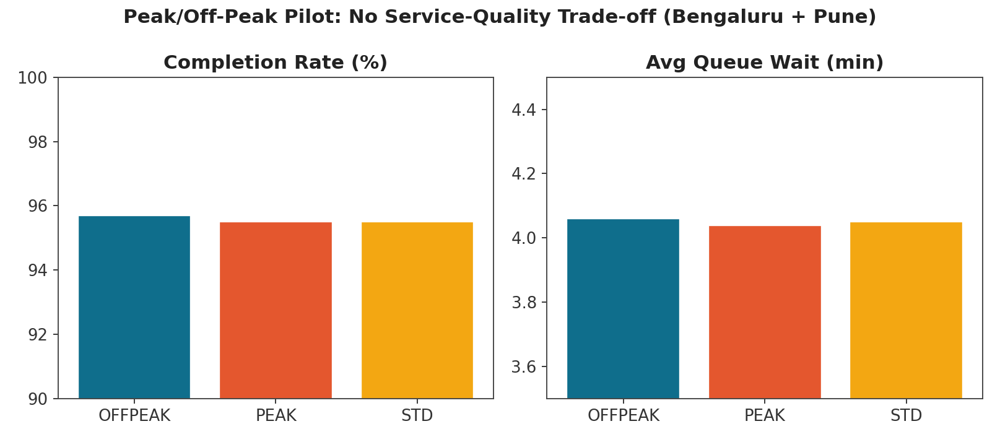 Peak/Off-Peak Pilot: No Service-Quality Trade-off (Bengaluru + Pune)
Completion Rate (%)
100
98
96
94
92
90
OFFPEAK PEAK STD
Avg Queue Wait (min)
4.4
4.2
4.0
3.8
3.6
OFFPEAK PEAK STD